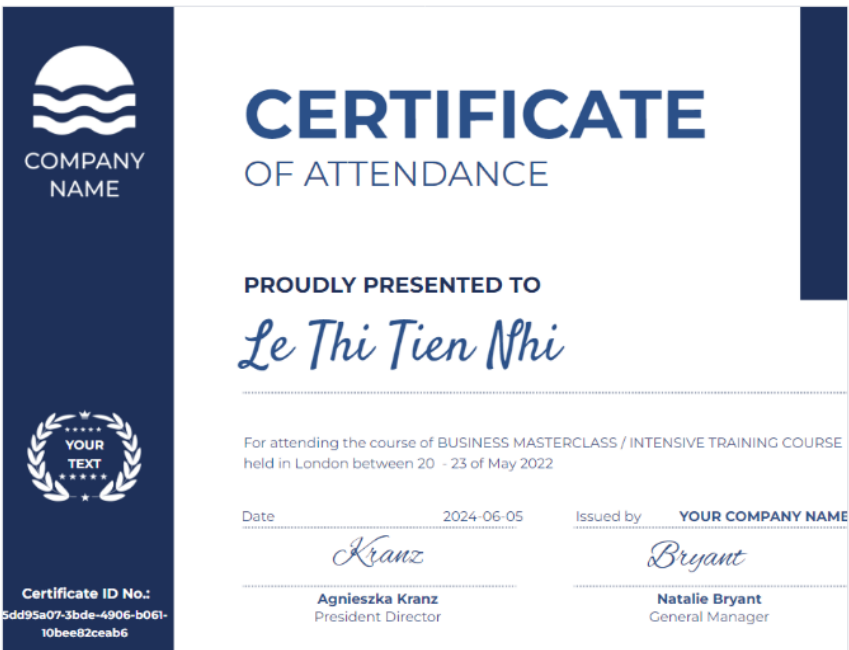 COMPANY
NAME
CERTIFICATE
OF ATTENDANCE
PROUDLY PRESENTED TO
Le Thi Tien Nhi
YOUR
TEXT
For attending the course of BUSINESS MASTERCLASS / INTENSIVE TRAINING COURSE
held in London between 20 - 23 of May 2022
Date 2024-06-05 Issued by YOUR COMPANY NAME
Kranz Bryant
Agnieszka Kranz Natalie Bryant
President Director General Manager
Certificate ID No.:
5dd95a07-3bde-4906-b061-
10bee82ceab6